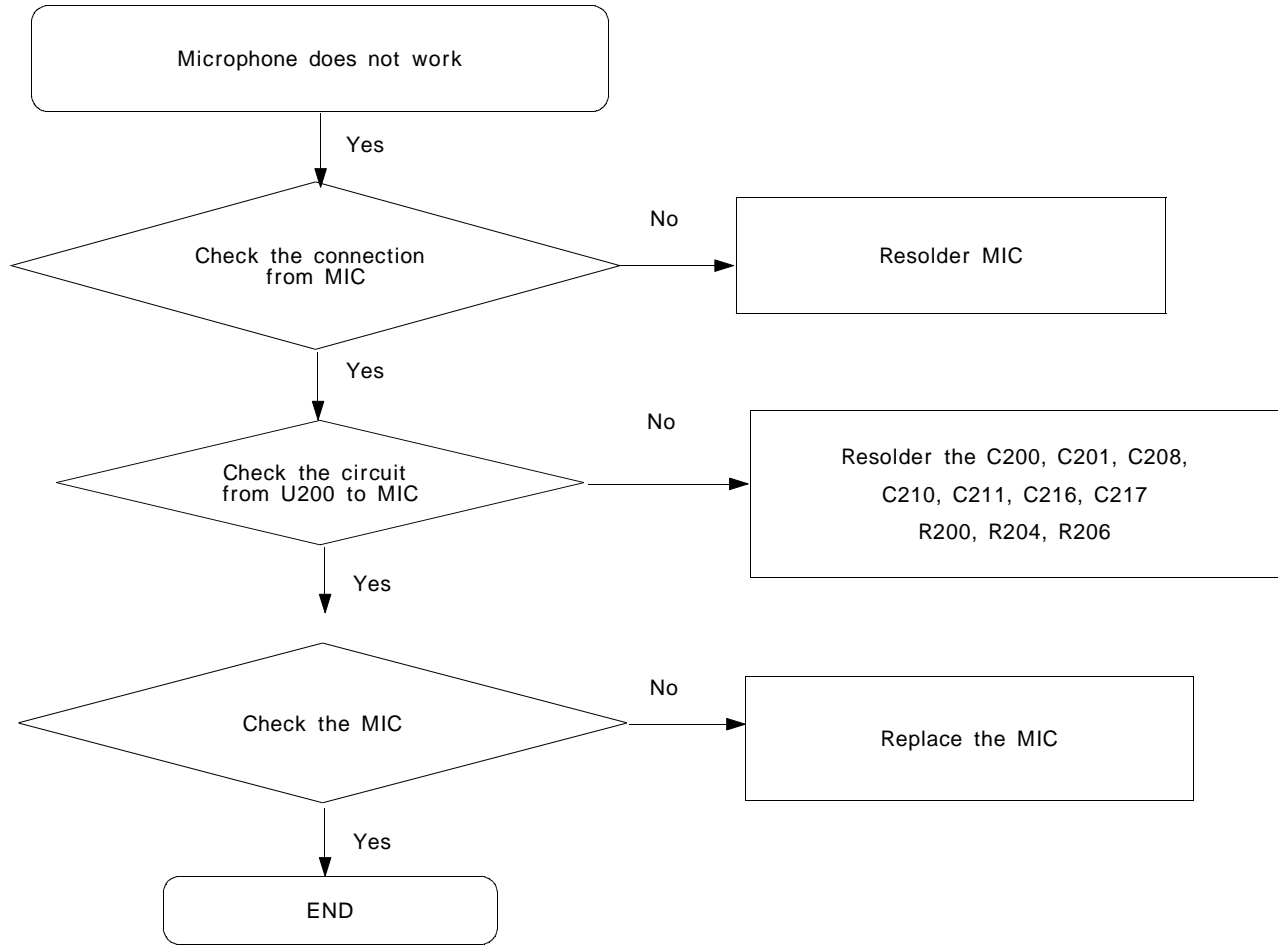 Microphone does not work
Yes
Check the connection
from MIC
No
Resolder MIC
Yes
Check the circuit
from U200 to MIC
No
Resolder the C200, C201, C208,
C210, C211, C216, C217
R200, R204, R206
Yes
Check the MIC
No
Replace the MIC
Yes
END